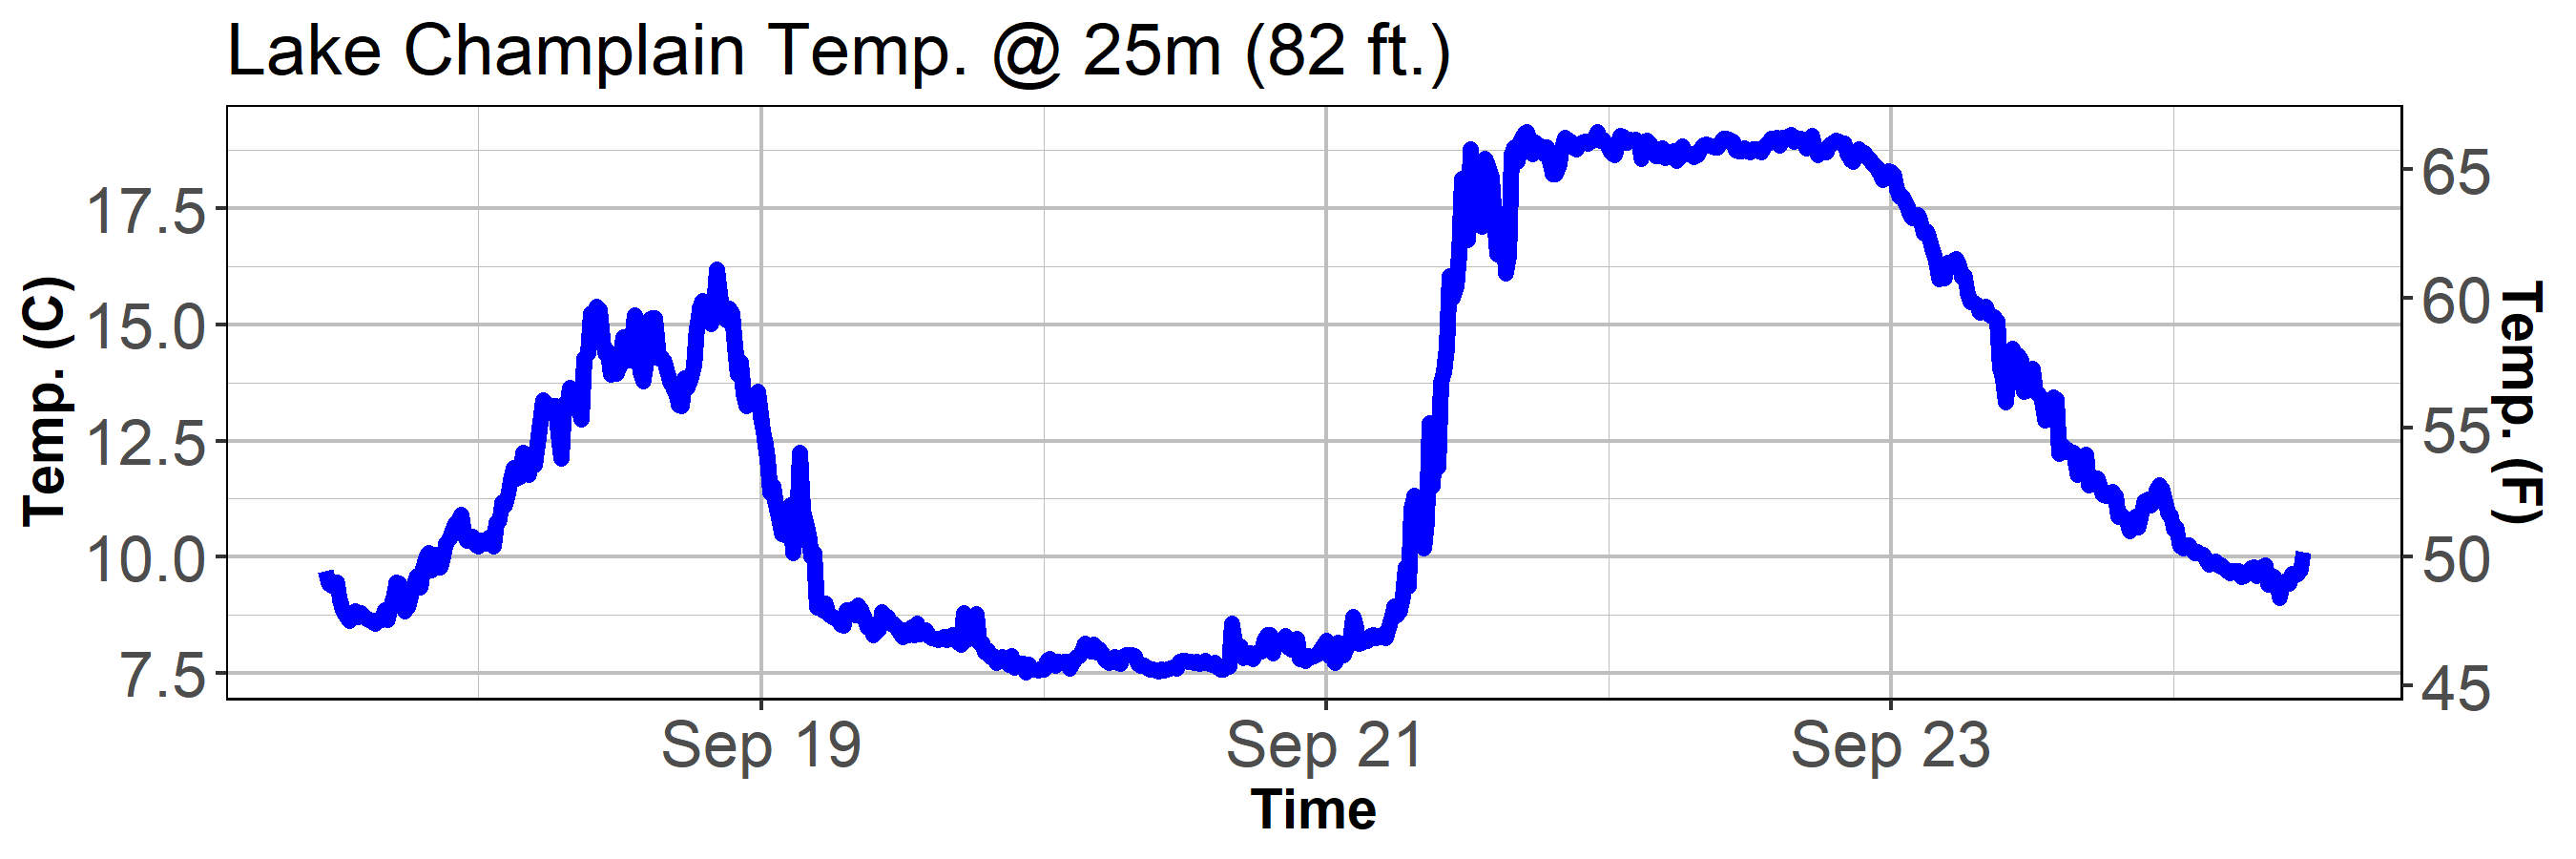 Lake Champlain Temp. @ 25m (82 ft.)
Temp. (C)
17.5
15.0
12.5
10.0
7.5
65
60
55
50
45
Temp. (F)
Sep 19
Sep 21
Sep 23
Time